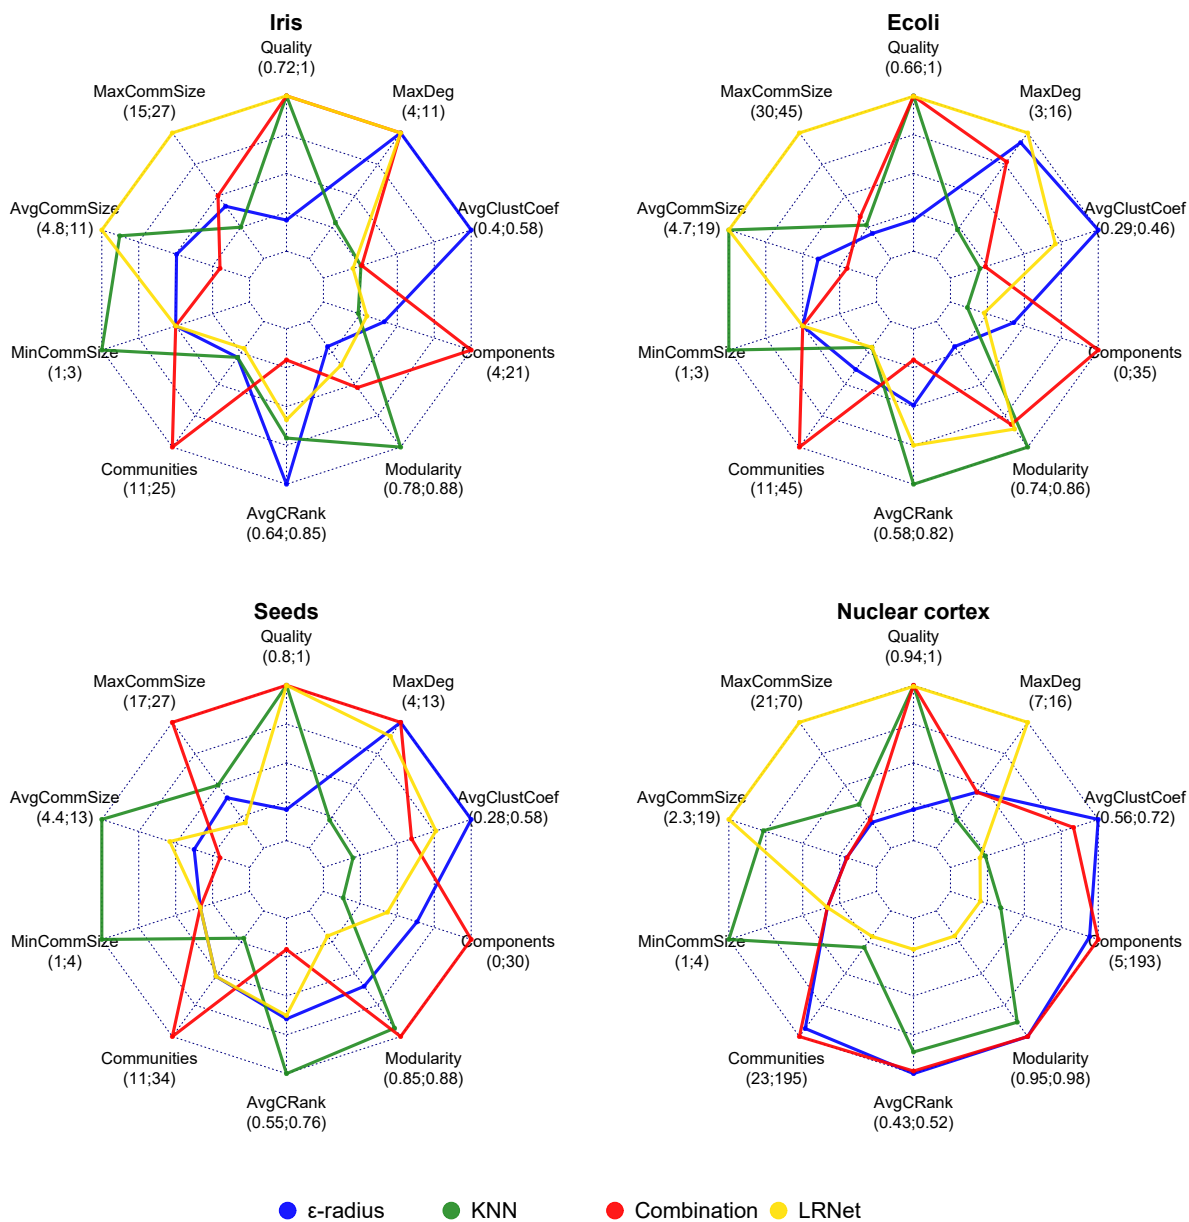 Iris
Quality
(0.72;1)
MaxCommSize
(15;27)
MaxDeg
(4;11)
AvgCommSize
(4.8;11)
AvgClustCoef
(0.4;0.58)
MinCommSize
(1;3)
Components
(4;21)
Communities
(11;25)
Modularity
(0.78;0.88)
AvgCRank
(0.64;0.85)
Ecoli
Quality
(0.66;1)
MaxCommSize
(30;45)
MaxDeg
(3;16)
AvgCommSize
(4.7;19)
AvgClustCoef
(0.29;0.46)
MinCommSize
(1;3)
Components
(0;35)
Communities
(11;45)
Modularity
(0.74;0.86)
AvgCRank
(0.58;0.82)
Seeds
Quality
(0.8;1)
MaxCommSize
(17;27)
MaxDeg
(4;13)
AvgCommSize
(4.4;13)
AvgClustCoef
(0.28;0.58)
MinCommSize
(1;4)
Components
(0;30)
Communities
(11;34)
Modularity
(0.85;0.88)
AvgCRank
(0.55;0.76)
Nuclear cortex
Quality
(0.94;1)
MaxCommSize
(21;70)
MaxDeg
(7;16)
AvgCommSize
(2.3;19)
AvgClustCoef
(0.56;0.72)
MinCommSize
(1;4)
Components
(5;193)
Communities
(23;195)
Modularity
(0.95;0.98)
AvgCRank
(0.43;0.52)
ε-radius KNN Combination LRNet